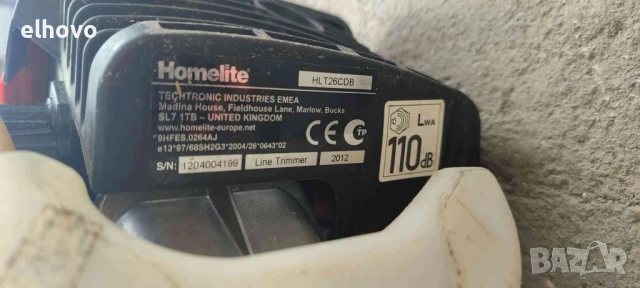 elhovo
Homelite HLT26CDB
TECHTRONIC INDUSTRIES EMEA
Medina House, Fieldhouse Lane, Marlow, Bucks
SL7 1TB – UNITED KINGDOM
www.homelite-europe.net
9HFES.0264AJ
e13*97/68SH2G3*2004/26*0643*02
S/N: 1204004199 Line Trimmer 2012
CE C TP
LWA
110dB
BAZAR